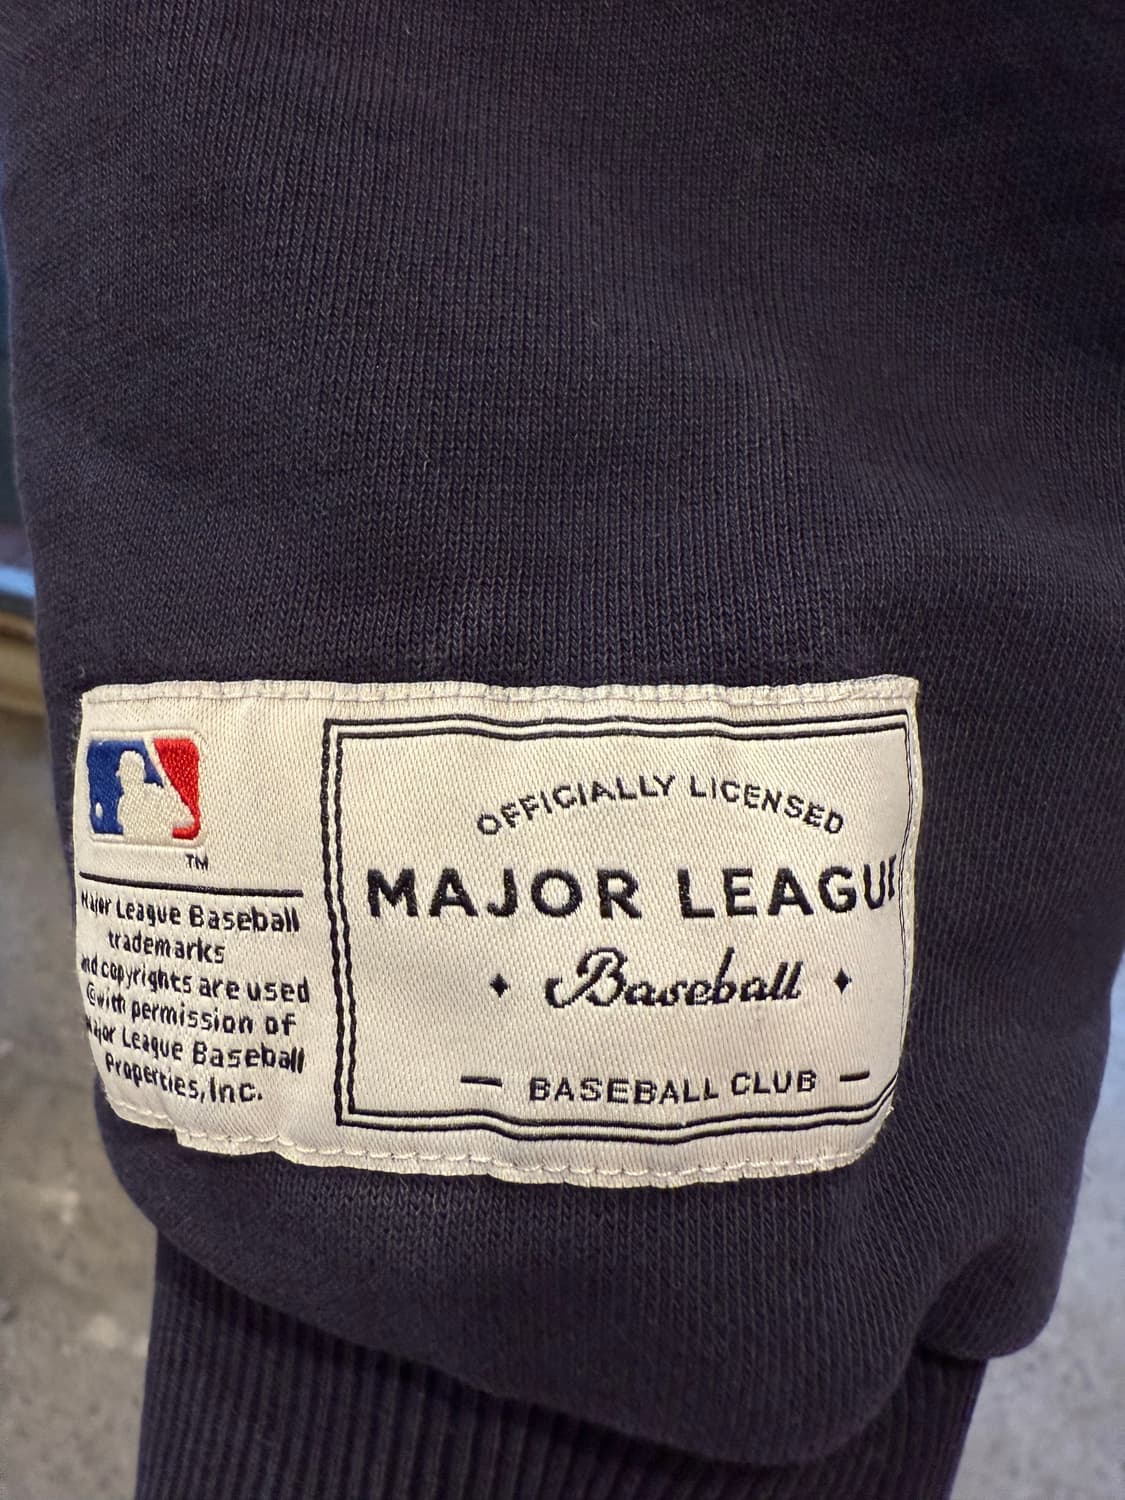 TM
Major League Baseball
trademarks
and copyrights are used
©with permission of
Major League Baseball
Properties, Inc.
OFFICIALLY LICENSED
MAJOR LEAGUE
Baseball
BASEBALL CLUB